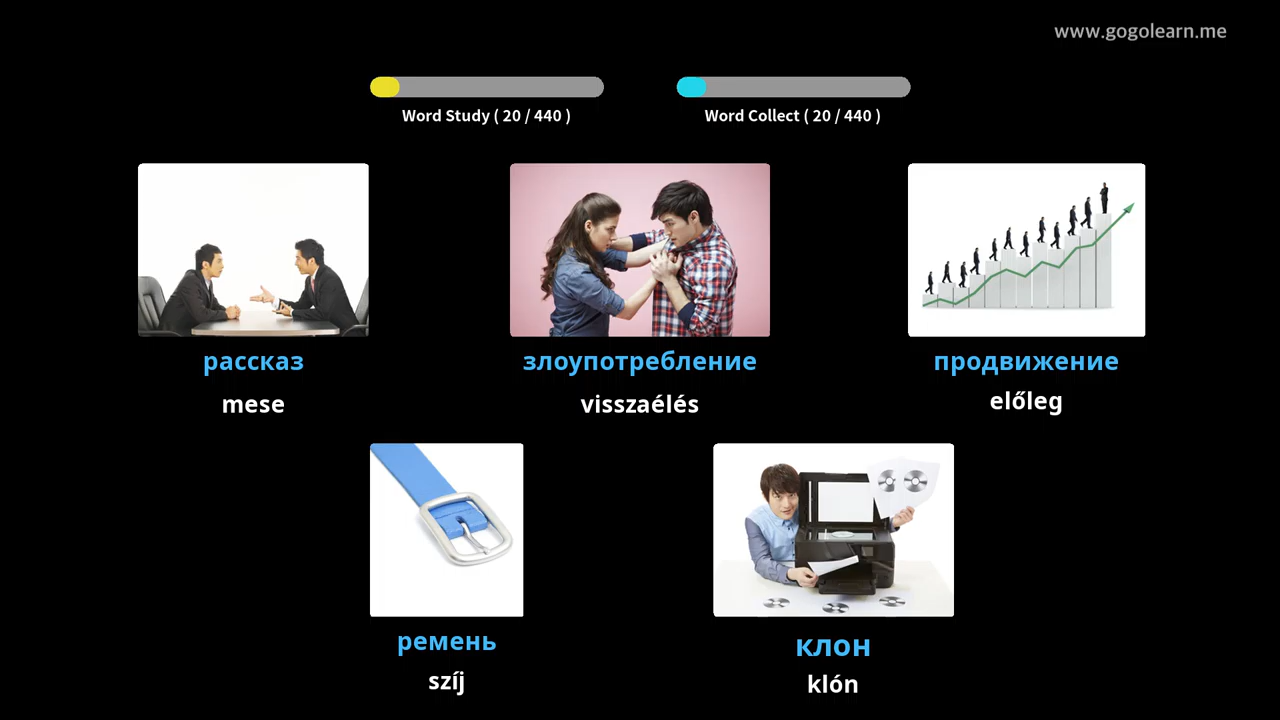 www.gogolearn.me
Word Study ( 20 / 440 )
Word Collect ( 20 / 440 )
рассказ
mese
злоупотребление
visszaélés
продвижение
előleg
ремень
szíj
клон
klón